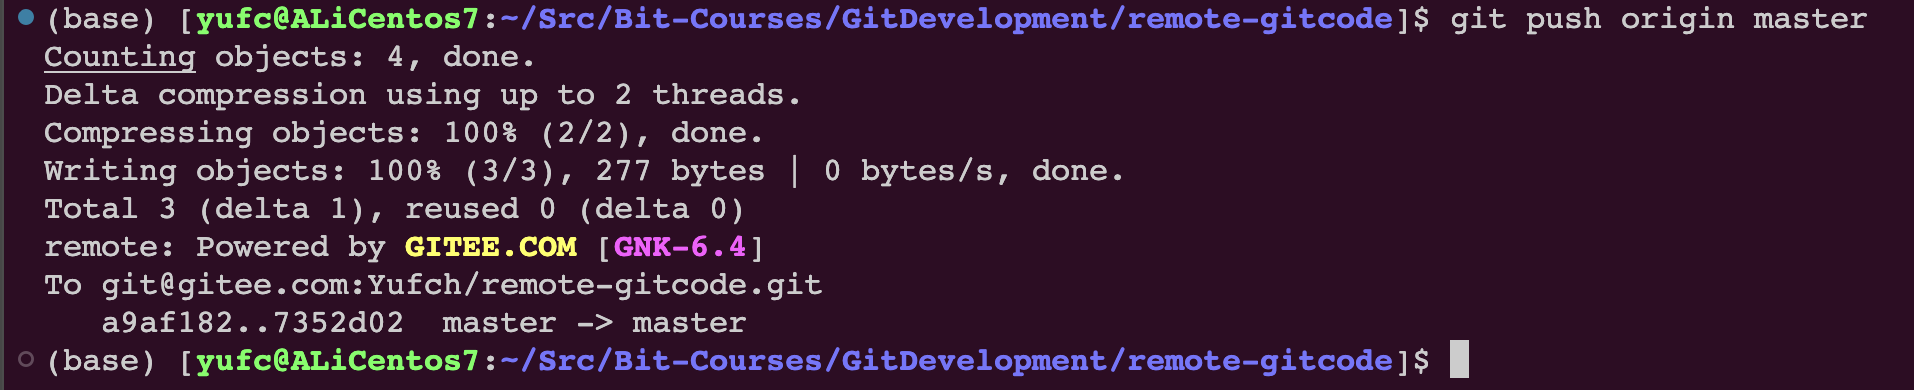 (base) [yufc@ALiCentos7:~/Src/Bit-Courses/GitDevelopment/remote-gitcode]$ git push origin master
Counting objects: 4, done.
Delta compression using up to 2 threads.
Compressing objects: 100% (2/2), done.
Writing objects: 100% (3/3), 277 bytes | 0 bytes/s, done.
Total 3 (delta 1), reused 0 (delta 0)
remote: Powered by GITEE.COM [GNK-6.4]
To git@gitee.com:Yufch/remote-gitcode.git
   a9af182..7352d02  master -> master
(base) [yufc@ALiCentos7:~/Src/Bit-Courses/GitDevelopment/remote-gitcode]$